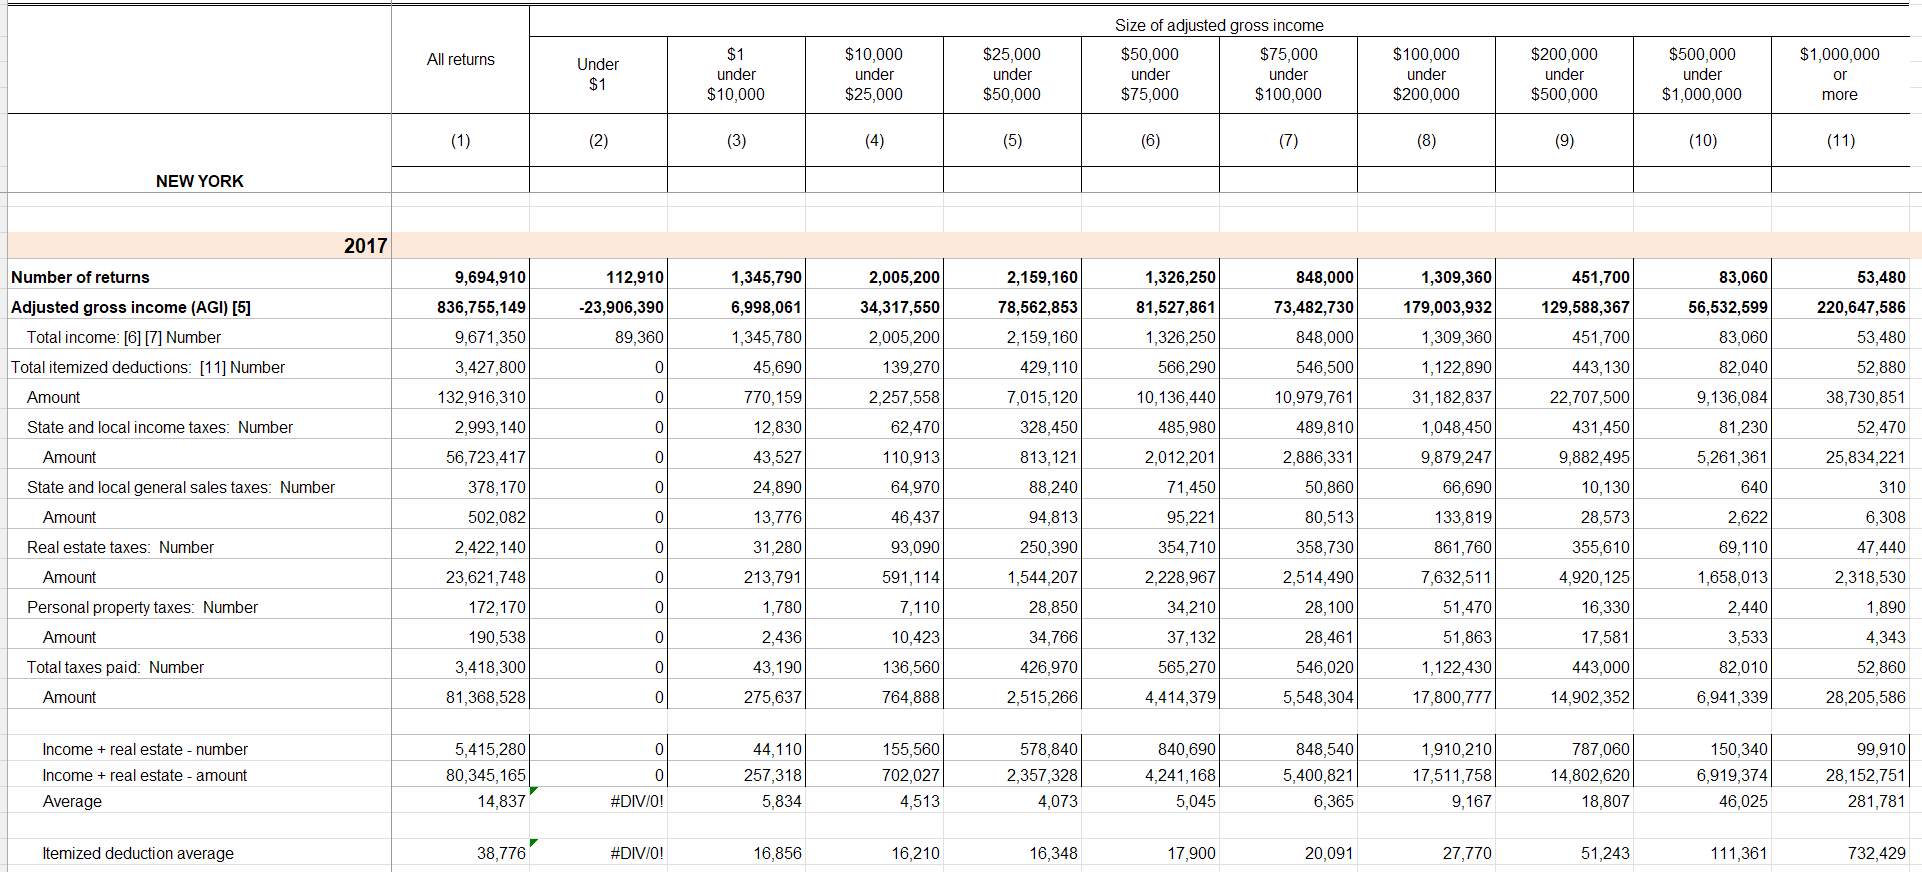 Size of adjusted gross income
All returns Under $1 $1 under $10,000 $10,000 under $25,000 $25,000 under $50,000 $50,000 under $75,000 $75,000 under $100,000 $100,000 under $200,000 $200,000 under $500,000 $500,000 under $1,000,000 $1,000,000 or more
(1) (2) (3) (4) (5) (6) (7) (8) (9) (10) (11)
NEW YORK
2017
Number of returns 9,694,910 112,910 1,345,790 2,005,200 2,159,160 1,326,250 848,000 1,309,360 451,700 83,060 53,480
Adjusted gross income (AGI) [5] 836,755,149 -23,906,390 6,998,061 34,317,550 78,562,853 81,527,861 73,482,730 179,003,932 129,588,367 56,532,599 220,647,586
Total income: [6] [7] Number 9,671,350 89,360 1,345,780 2,005,200 2,159,160 1,326,250 848,000 1,309,360 451,700 83,060 53,480
Total itemized deductions: [11] Number 3,427,800 0 45,690 139,270 429,110 566,290 546,500 1,122,890 443,130 82,040 52,880
Amount 132,916,310 0 770,159 2,257,558 7,015,120 10,136,440 10,979,761 31,182,837 22,707,500 9,136,084 38,730,851
State and local income taxes: Number 2,993,140 0 12,830 62,470 328,450 485,980 489,810 1,048,450 431,450 81,230 52,470
Amount 56,723,417 0 43,527 110,913 813,121 2,012,201 2,886,331 9,879,247 9,882,495 5,261,361 25,834,221
State and local general sales taxes: Number 378,170 0 24,890 64,970 88,240 71,450 50,860 66,690 10,130 640 310
Amount 502,082 0 13,776 46,437 94,813 95,221 80,513 133,819 28,573 2,622 6,308
Real estate taxes: Number 2,422,140 0 31,280 93,090 250,390 354,710 358,730 861,760 355,610 69,110 47,440
Amount 23,621,748 0 213,791 591,114 1,544,207 2,228,967 2,514,490 7,632,511 4,920,125 1,658,013 2,318,530
Personal property taxes: Number 172,170 0 1,780 7,110 28,850 34,210 28,100 51,470 16,330 2,440 1,890
Amount 190,538 0 2,436 10,423 34,766 37,132 28,461 51,863 17,581 3,533 4,343
Total taxes paid: Number 3,418,300 0 43,190 136,560 426,970 565,270 546,020 1,122,430 443,000 82,010 52,860
Amount 81,368,528 0 275,637 764,888 2,515,266 4,414,379 5,548,304 17,800,777 14,902,352 6,941,339 28,205,586
Income + real estate - number 5,415,280 0 44,110 155,560 578,840 840,690 848,540 1,910,210 787,060 150,340 99,910
Income + real estate - amount 80,345,165 0 257,318 702,027 2,357,328 4,241,168 5,400,821 17,511,758 14,802,620 6,919,374 28,152,751
Average 14,837 #DIV/0! 5,834 4,513 4,073 5,045 6,365 9,167 18,807 46,025 281,781
Itemized deduction average 38,776 #DIV/0! 16,856 16,210 16,348 17,900 20,091 27,770 51,243 111,361 732,429